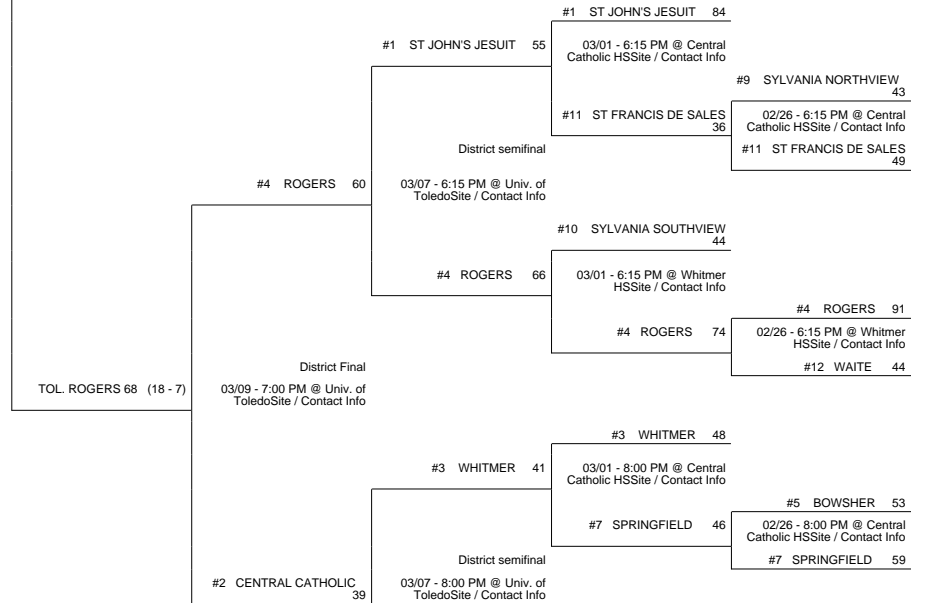 #1 ST JOHN'S JESUIT 84
#1 ST JOHN'S JESUIT 55
03/01 - 6:15 PM @ Central
Catholic HSSite / Contact Info
#9 SYLVANIA NORTHVIEW
43
#11 ST FRANCIS DE SALES
36
02/26 - 6:15 PM @ Central
Catholic HSSite / Contact Info
District semifinal
#11 ST FRANCIS DE SALES
49
#4 ROGERS 60
03/07 - 6:15 PM @ Univ. of
ToledoSite / Contact Info
#10 SYLVANIA SOUTHVIEW
44
#4 ROGERS 66
03/01 - 6:15 PM @ Whitmer
HSSite / Contact Info
#4 ROGERS 91
#4 ROGERS 74
02/26 - 6:15 PM @ Whitmer
HSSite / Contact Info
District Final
#12 WAITE 44
TOL. ROGERS 68 (18 - 7)
03/09 - 7:00 PM @ Univ. of
ToledoSite / Contact Info
#3 WHITMER 48
#3 WHITMER 41
03/01 - 8:00 PM @ Central
Catholic HSSite / Contact Info
#5 BOWSHER 53
#7 SPRINGFIELD 46
02/26 - 8:00 PM @ Central
Catholic HSSite / Contact Info
District semifinal
#7 SPRINGFIELD 59
#2 CENTRAL CATHOLIC
39
03/07 - 8:00 PM @ Univ. of
ToledoSite / Contact Info